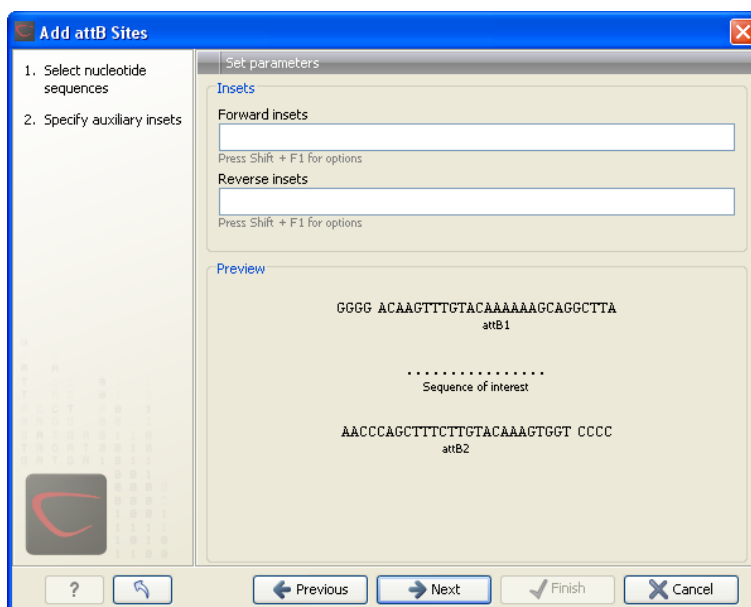 Add attB Sites
1. Select nucleotide
sequences
2. Specify auxiliary insets
Set parameters
Insets
Forward insets
Press Shift + F1 for options
Reverse insets
Press Shift + F1 for options
Preview
GGGG ACAAGTTTGTACAAAAAAGCAGGCTTA
attB1
................
Sequence of interest
AACCCAGCTTTCTTGTACAAAGTGGT CCCC
attB2
?
Previous
Next
Finish
Cancel